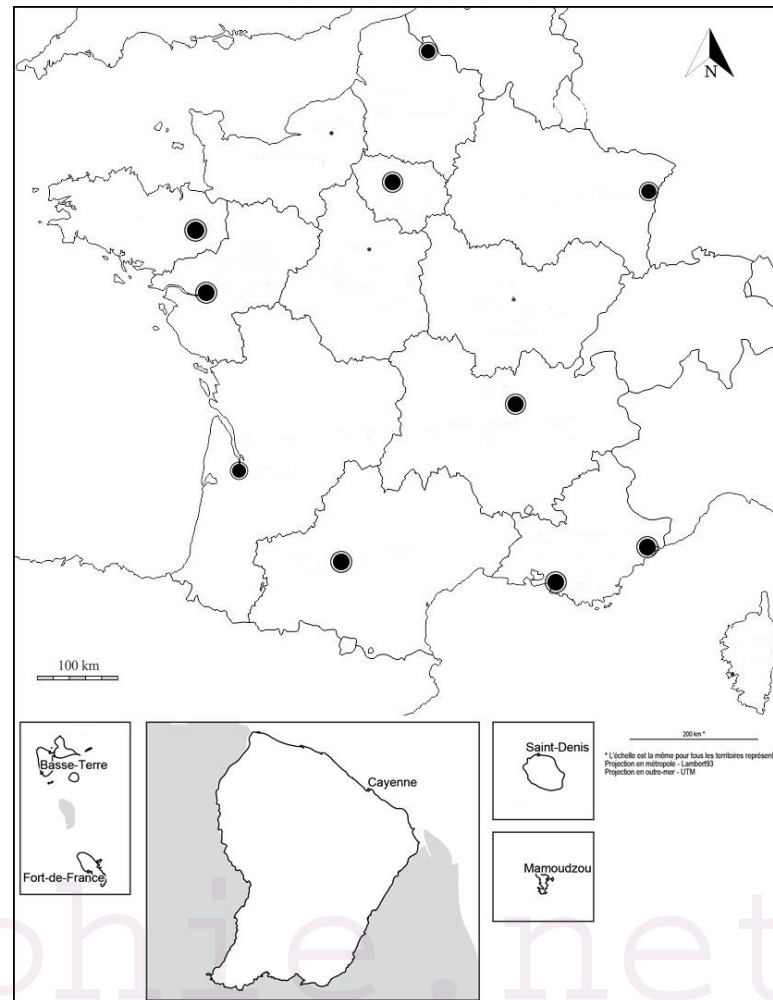 N
100 km
Basse-Terre
Fort-de-France
Cayenne
Saint-Denis
Mamoudzou
200 km *
* L'échelle est la même pour tous les territoires représent
Projection en métropole - Lambert93
Projection en outre-mer - UTM
phie.net